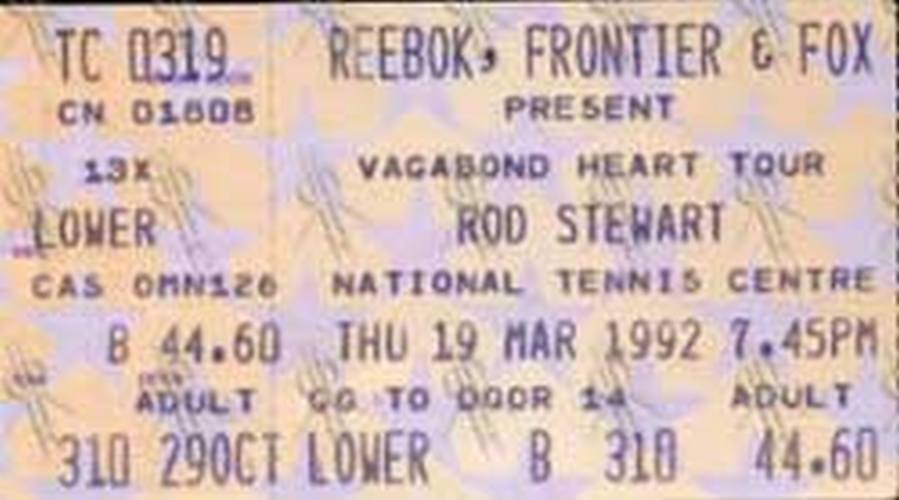 TC 0319 REEBOK, FRONTIER & FOX
CN 01808 PRESENT
13X VAGABOND HEART TOUR
LOWER ROD STEWART
CAS OMN126 NATIONAL TENNIS CENTRE
B 44.60 THU 19 MAR 1992 7.45PM
ADULT GO TO DOOR 14 ADULT
310 29OCT LOWER B 310 44.60